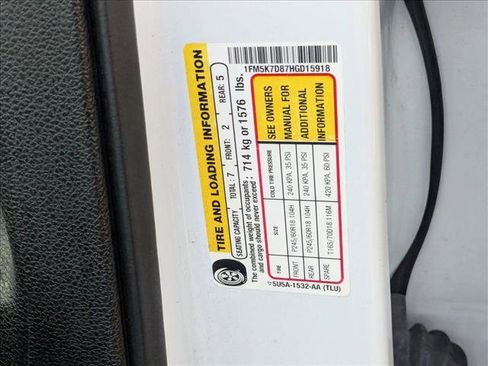 1FM5K7D87HGD15918
TIRE AND LOADING INFORMATION
SEATING CAPACITY TOTAL: 7 FRONT: 2 REAR: 5
The combined weight of occupants and cargo should never exceed: 714 kg or 1576 lbs.
TIRE SIZE COLD TIRE PRESSURE
FRONT P245/60R18 104H 240 KPA, 35 PSI
REAR P245/60R18 104H 240 KPA, 35 PSI
SPARE T165/70D18 116M 420 KPA, 60 PSI
SEE OWNERS
MANUAL FOR
ADDITIONAL
INFORMATION
5U5A-1532-AA (TLU)